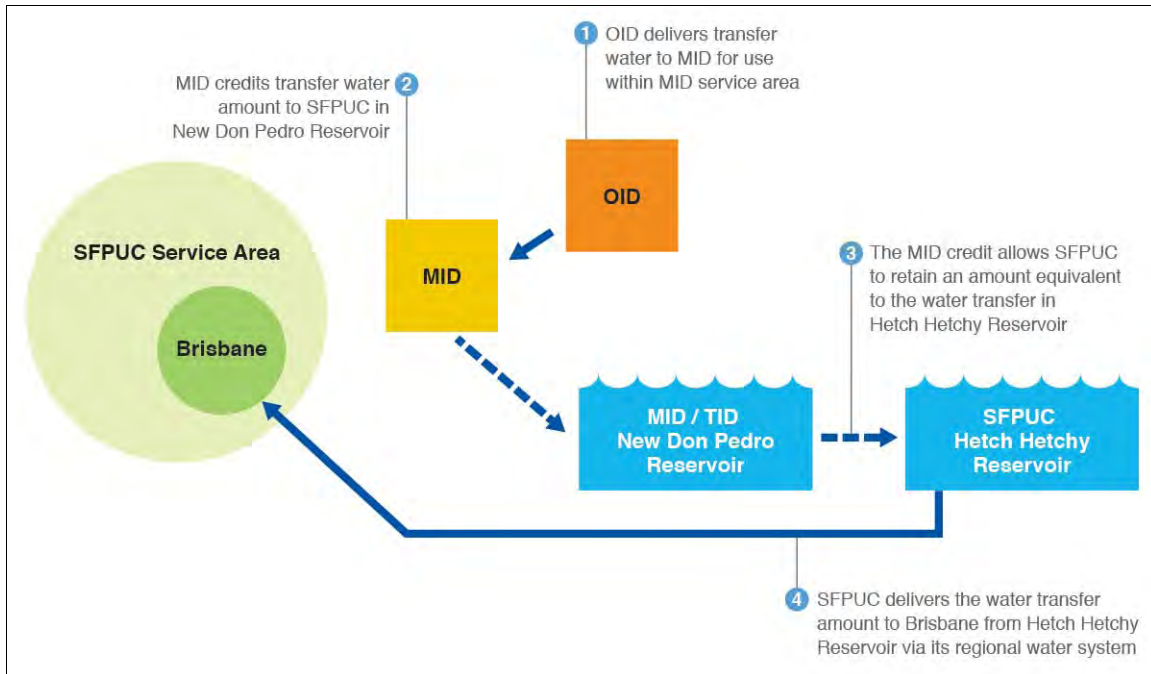 1 OID delivers transfer
water to MID for use
within MID service area
MID credits transfer water 2
amount to SFPUC in
New Don Pedro Reservoir
OID
SFPUC Service Area
MID
Brisbane
3 The MID credit allows SFPUC
to retain an amount equivalent
to the water transfer in
Hetch Hetchy Reservoir
MID / TID
New Don Pedro
Reservoir
SFPUC
Hetch Hetchy
Reservoir
4 SFPUC delivers the water transfer
amount to Brisbane from Hetch Hetchy
Reservoir via its regional water system